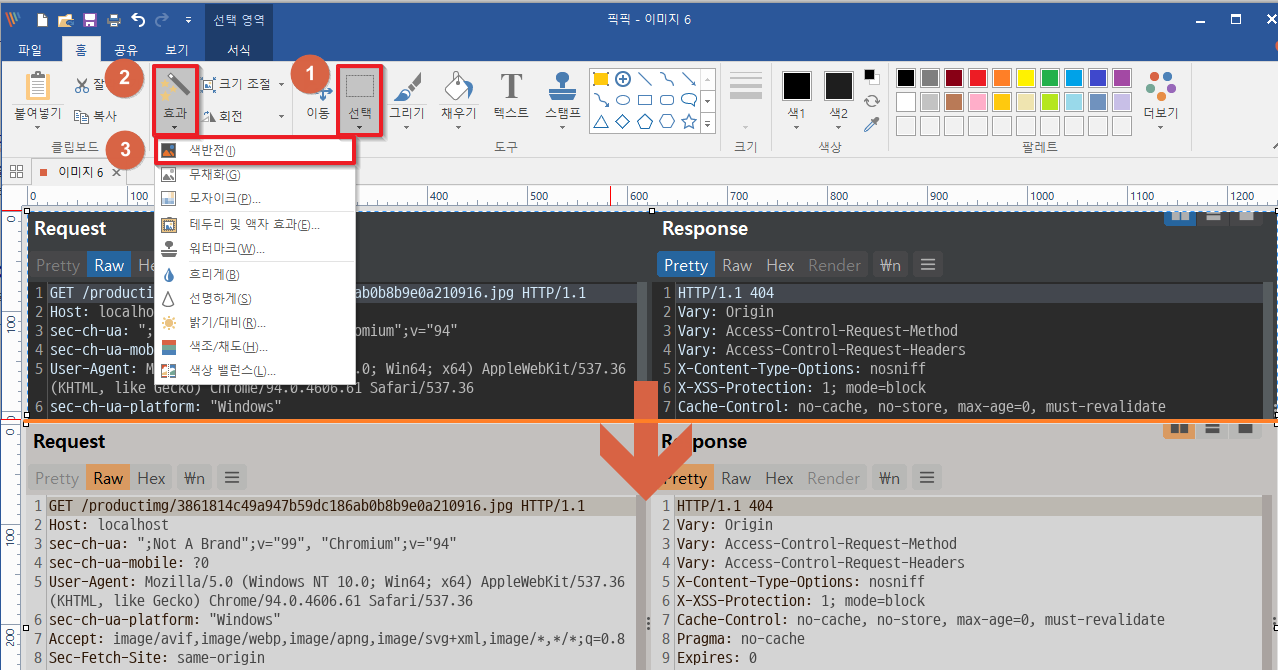 선택 영역
픽픽 - 이미지 6
파일
홈
공유
보기
서식
붙여넣기
잘
복사
클립보드
2
효과
크기 조절
회전
1
이동
선택
그리기
채우기
텍스트
스탬프
도구
크기
색1
색2
색상
팔레트
더보기
3
색반전(I)
무채화(G)
모자이크(P)...
테두리 및 액자 효과(E)...
워터마크(W)...
흐리게(B)
선명하게(S)
밝기/대비(R)...
색조/채도(H)...
색상 밸런스(L)...
이미지 6
0
100
400
500
600
700
800
900
1000
1100
1200
0
100
Request
Pretty Raw He
1 GET /producti
ab0b8b9e0a210916.jpg HTTP/1.1
2 Host: localho
3 sec-ch-ua: ";
omium";v="94"
4 sec-ch-ua-mob
5 User-Agent: M
.0; Win64; x64) AppleWebKit/537.36
(KHTML, like Gecko) Chrome/94.0.4606.61 Safari/537.36
6 sec-ch-ua-platform: "Windows"
Response
Pretty Raw Hex Render \n
1 HTTP/1.1 404
2 Vary: Origin
3 Vary: Access-Control-Request-Method
4 Vary: Access-Control-Request-Headers
5 X-Content-Type-Options: nosniff
6 X-XSS-Protection: 1; mode=block
7 Cache-Control: no-cache, no-store, max-age=0, must-revalidate
0
100
200
Request
Pretty Raw Hex ₩n
1 GET /productimg/3861814c49a947b59dc186ab0b8b9e0a210916.jpg HTTP/1.1
2 Host: localhost
3 sec-ch-ua: ";Not A Brand";v="99", "Chromium";v="94"
4 sec-ch-ua-mobile: ?0
5 User-Agent: Mozilla/5.0 (Windows NT 10.0; Win64; x64) AppleWebKit/537.36
(KHTML, like Gecko) Chrome/94.0.4606.61 Safari/537.36
6 sec-ch-ua-platform: "Windows"
7 Accept: image/avif,image/webp,image/apng,image/svg+xml,image/*,*/*;q=0.8
8 Sec-Fetch-Site: same-origin
Response
retty Raw Hex Render ₩n
1 HTTP/1.1 404
2 Vary: Origin
3 Vary: Access-Control-Request-Method
4 Vary: Access-Control-Request-Headers
5 X-Content-Type-Options: nosniff
6 X-XSS-Protection: 1; mode=block
7 Cache-Control: no-cache, no-store, max-age=0, must-revalidate
8 Pragma: no-cache
9 Expires: 0